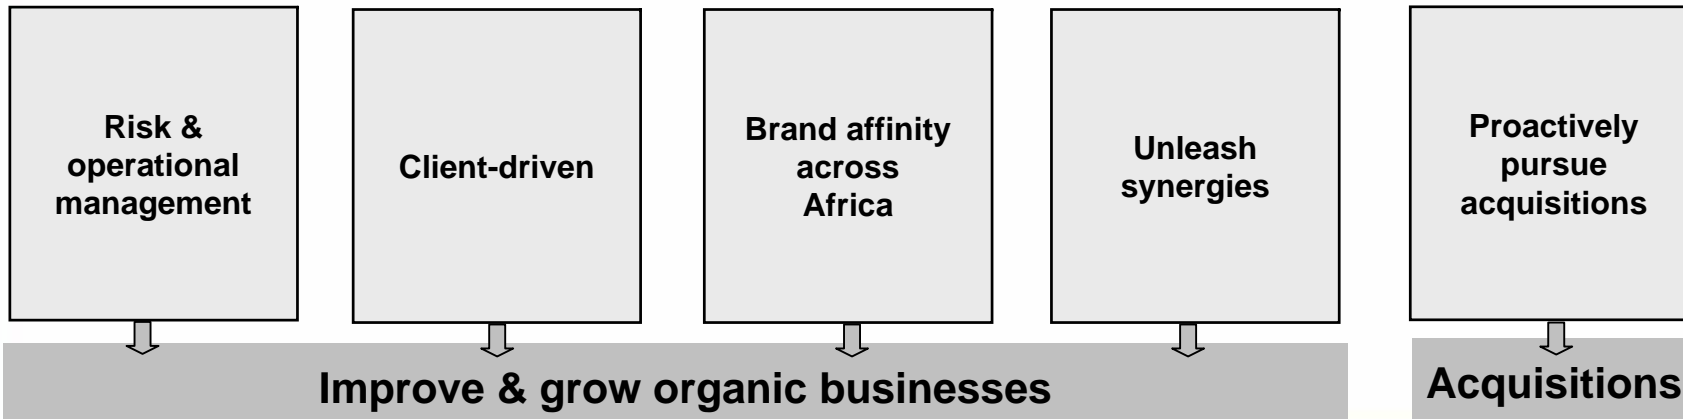 Risk &
operational
management
Client-driven
Brand affinity
across
Africa
Unleash
synergies
Proactively
pursue
acquisitions
Improve & grow organic businesses
Acquisitions